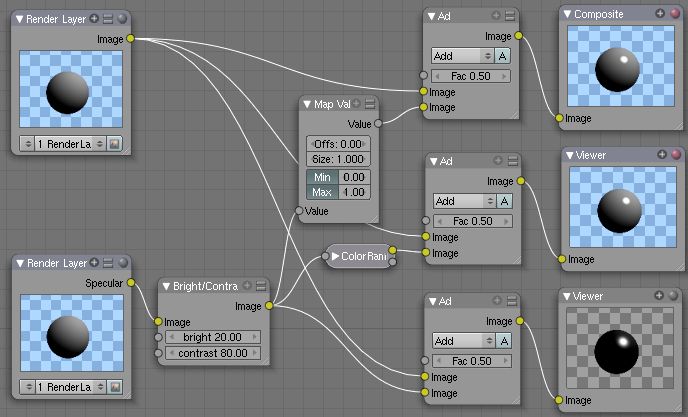 Render Layer
Image
1 RenderLa
Ad
Image
Add
A
Fac 0.50
Image
Image
Composite
Image
Map Val
Value
Offs: 0.00
Size: 1.000
Min
0.00
Max
1.00
Value
Ad
Image
Add
A
Fac 0.50
Image
Image
Viewer
Image
Render Layer
Specular
1 RenderLa
Bright/Contra
Image
Image
bright 20.00
contrast 80.00
ColorRan
Ad
Image
Add
A
Fac 0.50
Image
Image
Viewer
Image